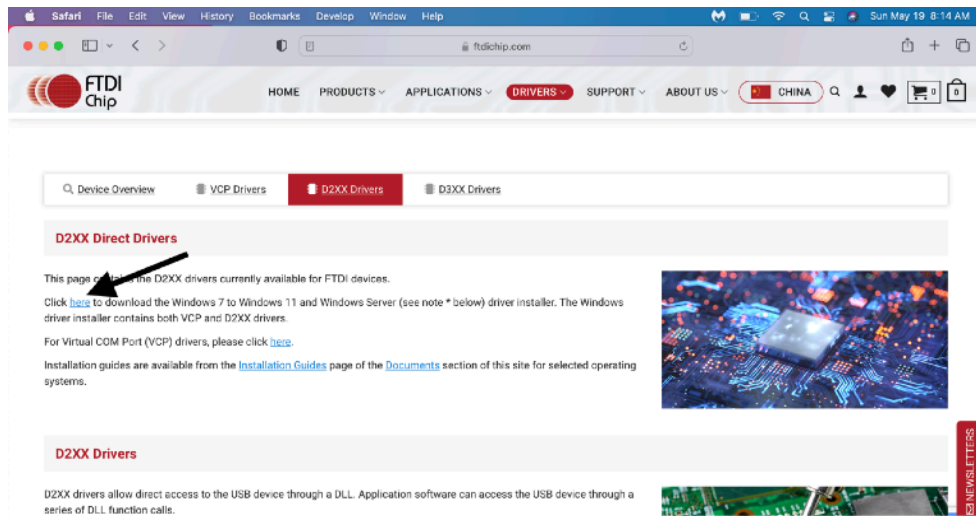 Safari File Edit View History Bookmarks Develop Window Help Sun May 19 8:14 AM
ftdichip.com
FTDI
Chip
HOME PRODUCTS APPLICATIONS DRIVERS SUPPORT ABOUT US CHINA 0 0
Device Overview VCP Drivers D2XX Drivers D3XX Drivers
D2XX Direct Drivers
This page the D2XX drivers currently available for FTDI devices.
Click here to download the Windows 7 to Windows 11 and Windows Server (see note * below) driver installer. The Windows
driver installer contains both VCP and D2XX drivers.
For Virtual COM Port (VCP) drivers, please click here.
Installation guides are available from the Installation Guides page of the Documents section of this site for selected operating
systems.
D2XX Drivers
D2XX drivers allow direct access to the USB device through a DLL. Application software can access the USB device through a
series of DLL function calls.
NEWSLETTERS